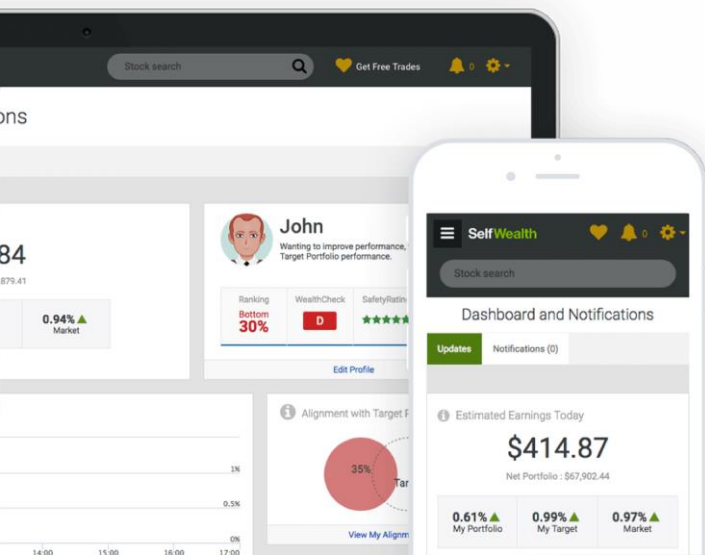 Stock search
Get Free Trades
0
ons
84
879.41
0.94%
Market
John
Wanting to improve performance,
Target Portfolio performance.
Ranking
WealthCheck
SafetyRatin
Bottom
30%
D
Edit Profile
Alignment with Target P
35%
Tar
View My Alignm
1%
0.5%
0%
14:00
15:00
16:00
17:00
SelfWealth
0
Stock search
Dashboard and Notifications
Updates
Notifications (0)
Estimated Earnings Today
$414.87
Net Portfolio : $67,902.44
0.61%
My Portfolio
0.99%
My Target
0.97%
Market